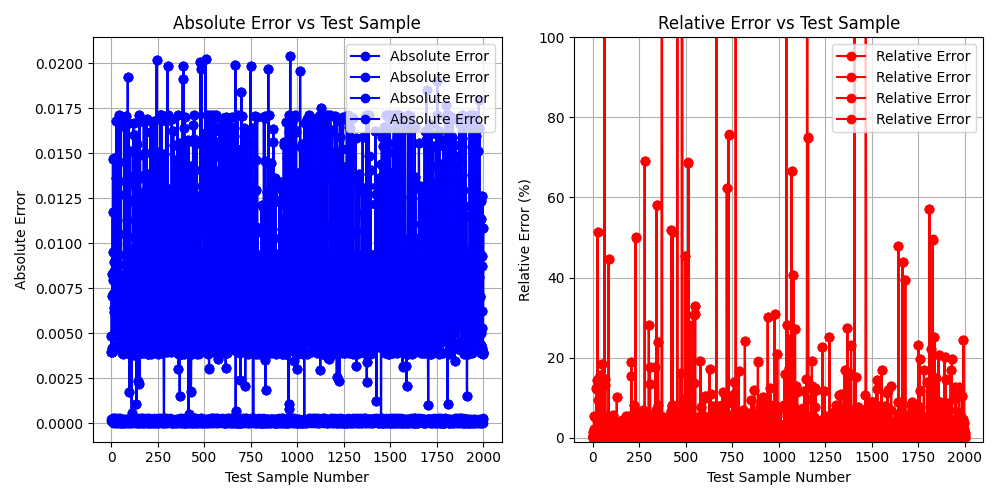 Absolute Error vs Test Sample
Absolute Error
Absolute Error
Absolute Error
Absolute Error
0.0200
0.0175
0.0150
0.0125
0.0100
0.0075
0.0050
0.0025
0.0000
Absolute Error
0 250 500 750 1000 1250 1500 1750 2000
Test Sample Number
Relative Error vs Test Sample
Relative Error
Relative Error
Relative Error
Relative Error
100
80
60
40
20
0
Relative Error (%)
0 250 500 750 1000 1250 1500 1750 2000
Test Sample Number